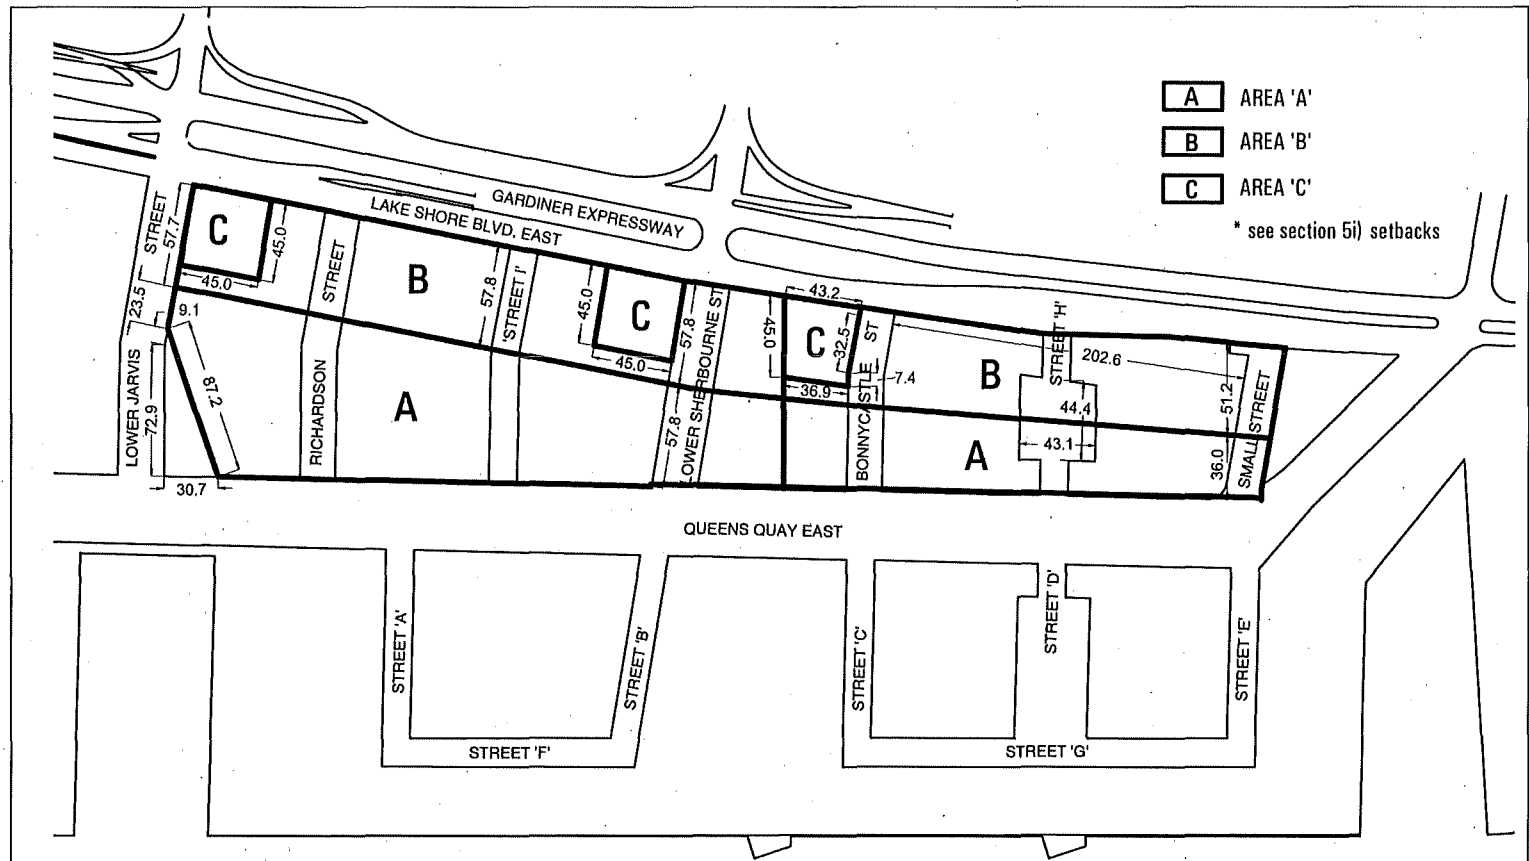 A AREA 'A'
B AREA 'B'
C AREA 'C'
* see section 5i) setbacks
GARDINER EXPRESSWAY
LAKE SHORE BLVD. EAST
STREET
57.7
C
45.0
45.0
23.5
9.1
LOWER JARVIS
72.9
87.2
30.7
STREET
RICHARDSON
B
A
57.8
'STREET I'
45.0
C
45.0
57.8
57.8
LOWER SHERBOURNE ST
43.2
45.0
C
32.5
36.9
7.4
ST
BONNYCASTLE
B
A
STREET 'H'
202.6
44.4
43.1
51.2
36.0
STREET
SMALL
QUEENS QUAY EAST
STREET 'A'
STREET 'B'
STREET 'C'
STREET 'D'
STREET 'E'
STREET 'F'
STREET 'G'